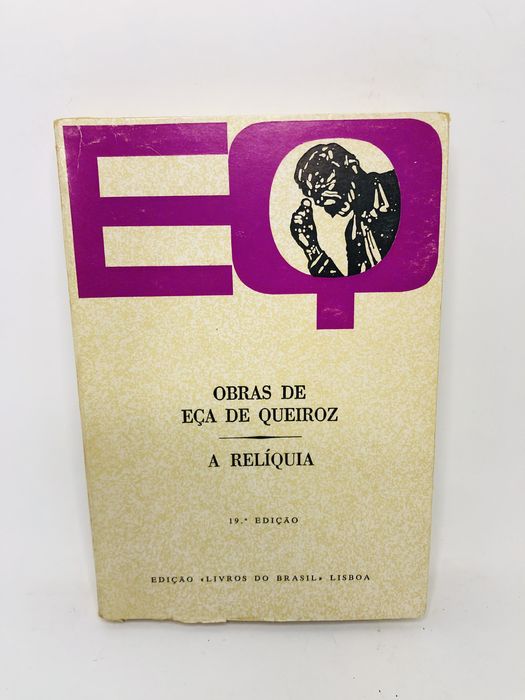 EQ
OBRAS DE
EÇA DE QUEIROZ
A RELÍQUIA
19.ª EDIÇÃO
EDIÇÃO «LIVROS DO BRASIL» LISBOA